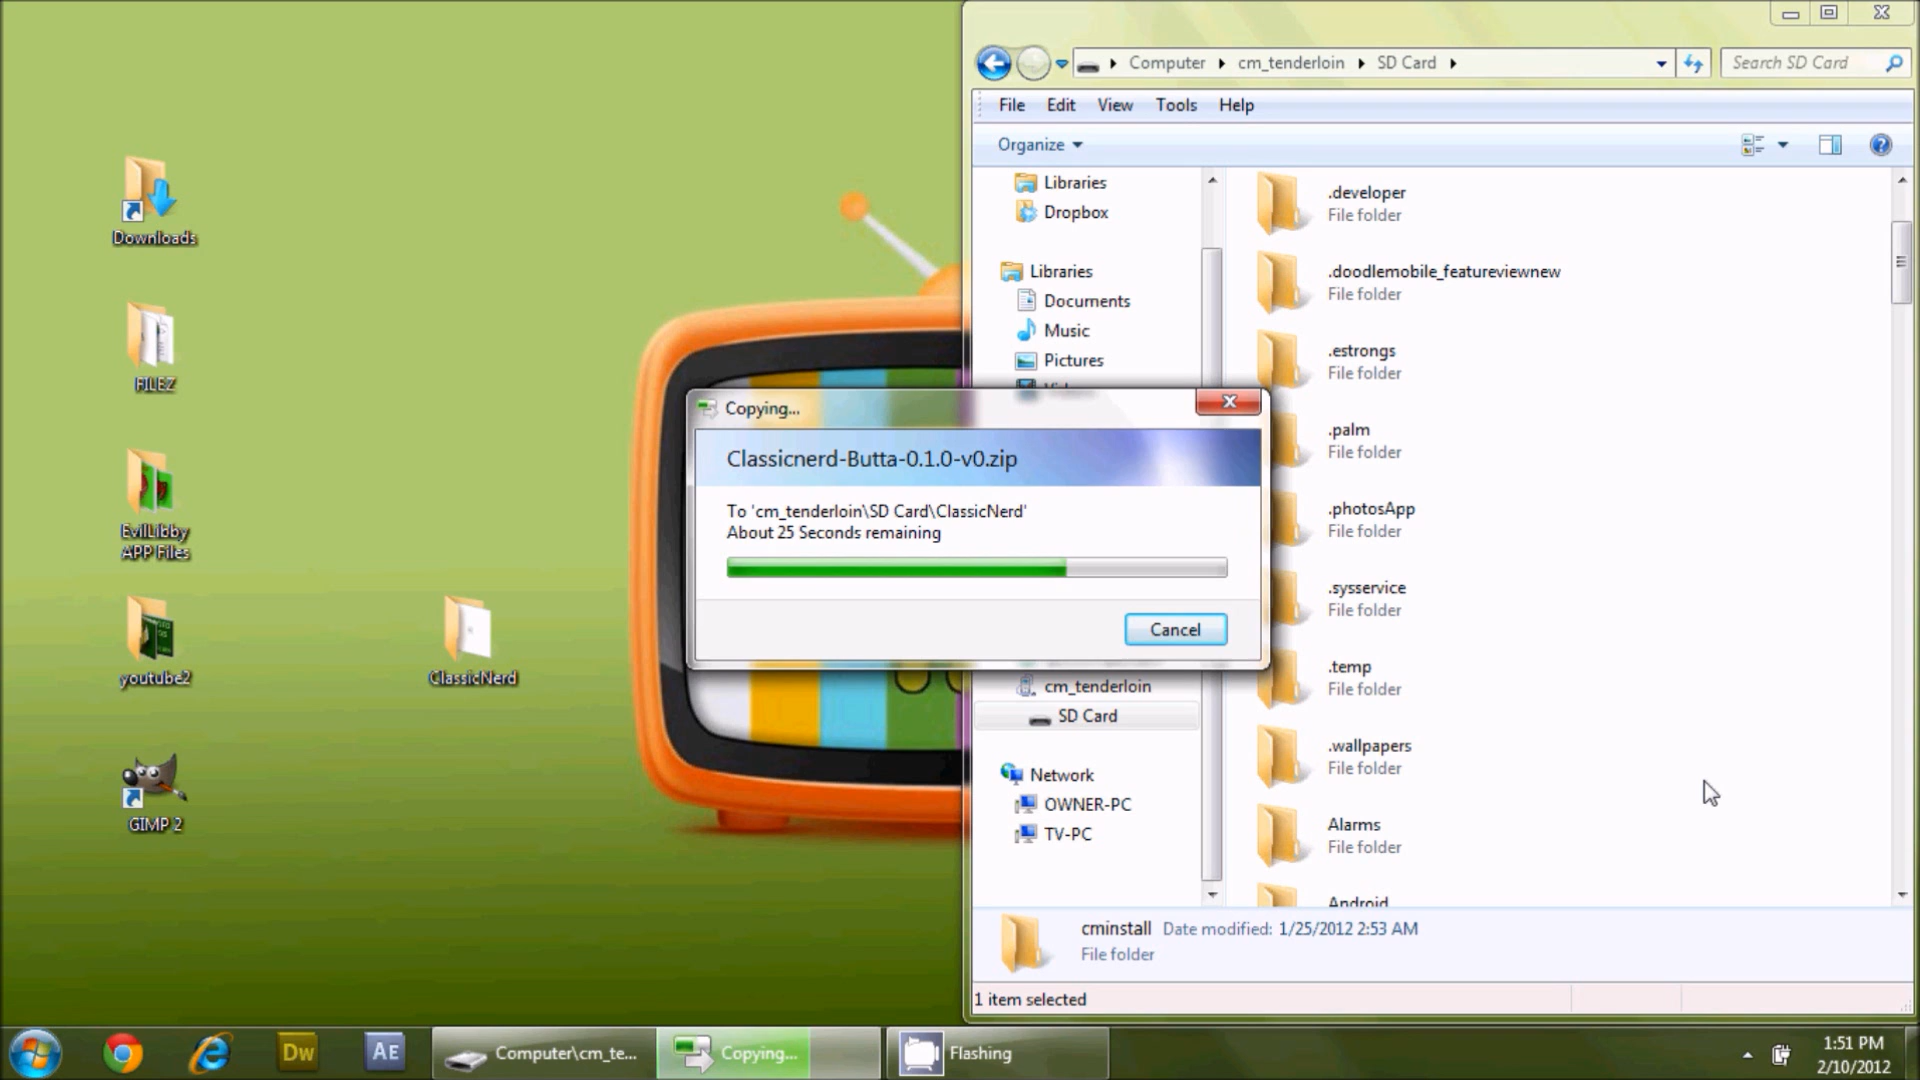 Computer
cm_tenderloin
SD Card
Search SD Card
File
Edit
View
Tools
Help
Organize
Downloads
FILEZ
EvilLibby
APP Files
youtube2
ClassicNerd
GIMP 2
Libraries
Dropbox
Libraries
Documents
Music
Pictures
cm_tenderloin
SD Card
Network
OWNER-PC
TV-PC
.developer
File folder
.doodlemobile_featureviewnew
File folder
.estrongs
File folder
.palm
File folder
.photosApp
File folder
.sysservice
File folder
.temp
File folder
.wallpapers
File folder
Alarms
File folder
Android
Copying...
Classicnerd-Butta-0.1.0-v0.zip
To 'cm_tenderloin\SD Card\ClassicNerd'
About 25 Seconds remaining
Cancel
cminstall Date modified: 1/25/2012 2:53 AM
File folder
1 item selected
Dw
AE
Computer\cm_te...
Copying...
Flashing
1:51 PM
2/10/2012